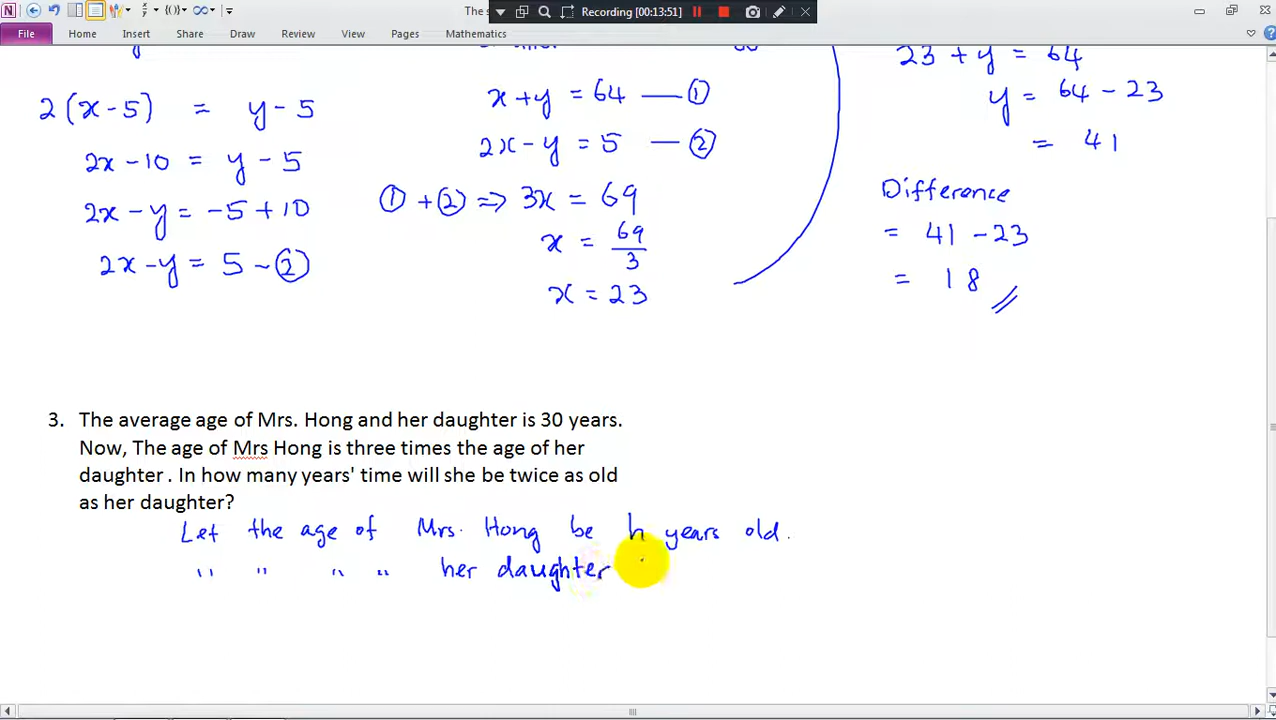 The s
Recording [00:13:51]
File Home Insert Share Draw Review View Pages Mathematics
2(x-5) = y-5
2x-10 = y-5
2x-y = -5+10
2x-y = 5 - ②
x+y = 64 — ①
2x-y = 5 — ②
① + ② ⇒ 3x = 69
x = 69/3
x = 23
23 + y = 64
y = 64 - 23
= 41
Difference
= 41 - 23
= 18
3. The average age of Mrs. Hong and her daughter is 30 years.
Now, The age of Mrs Hong is three times the age of her
daughter . In how many years' time will she be twice as old
as her daughter?
Let the age of Mrs. Hong be h years old.
" " " " her daughter